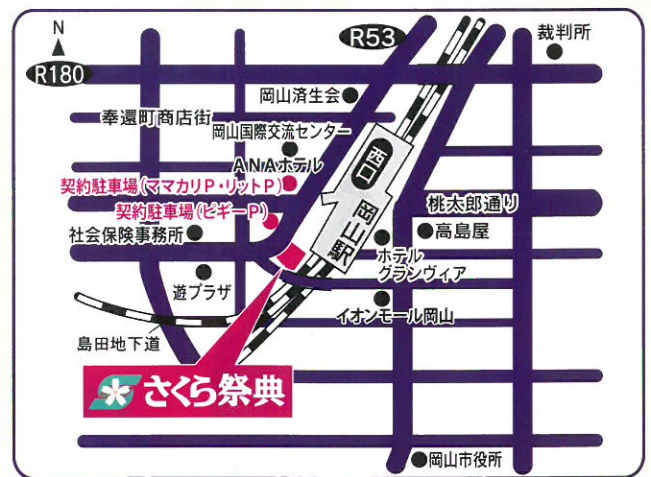 N
R53
裁判所
R180
岡山済生会
奉還町商店街
岡山国際交流センター
ANAホテル
西口
契約駐車場(ママカリP・リットP)
契約駐車場(ピギーP)
岡山駅
桃太郎通り
社会保険事務所
高島屋
ホテル
グランヴィア
遊プラザ
イオンモール岡山
島田地下道
さくら祭典
岡山市役所